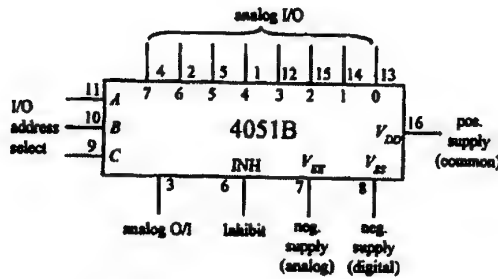 analog I/O
4 2 5 1 12 15 14 13
7 6 5 4 3 2 1 0
11 A
I/O
address
select
10 B
9 C
4051B
V_DD 16
pos.
supply
(common)
INH V_EE V_SS
3 6 7 8
analog O/I
Inhibit
neg.
supply
(analog)
neg.
supply
(digital)